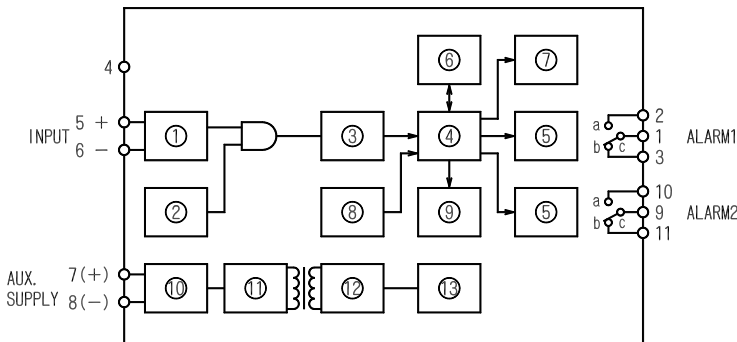 4
5 +
INPUT
6 −
① ② ③ ④ ⑤ ⑤ ⑥ ⑦ ⑧ ⑨
a
b c
2
1 ALARM1
3
a
b c
10
9 ALARM2
11
AUX.
SUPPLY
7(+)
8(−)
⑩ ⑪ ⑫ ⑬